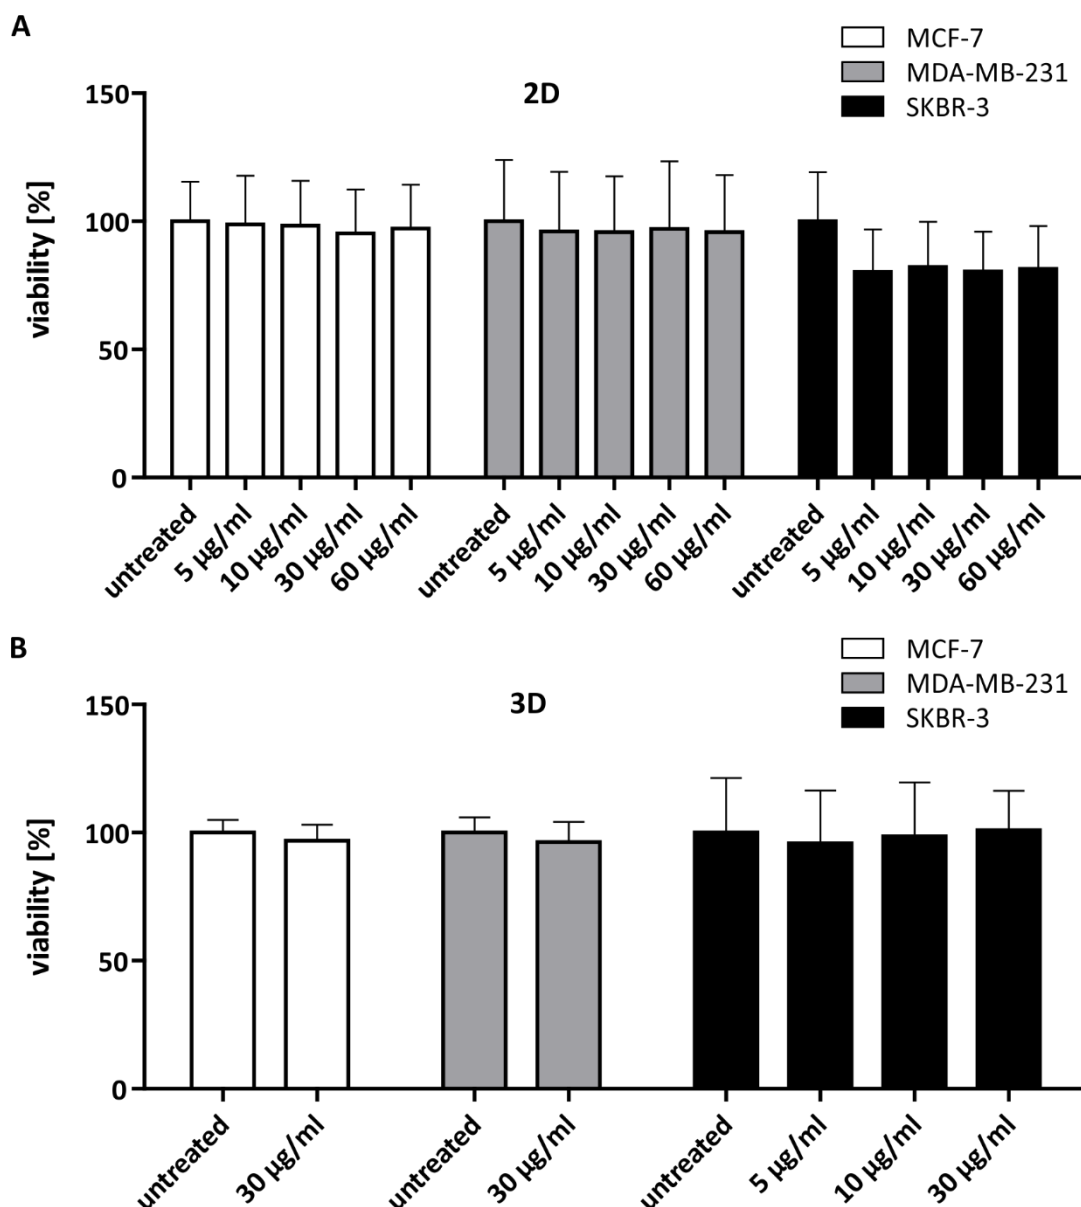 A
MCF-7
MDA-MB-231
SKBR-3
2D
viability [%]
150
100
50
0
untreated
5 µg/ml
10 µg/ml
30 µg/ml
60 µg/ml
untreated
5 µg/ml
10 µg/ml
30 µg/ml
60 µg/ml
untreated
5 µg/ml
10 µg/ml
30 µg/ml
60 µg/ml
B
MCF-7
MDA-MB-231
SKBR-3
3D
viability [%]
150
100
50
0
untreated
30 µg/ml
untreated
30 µg/ml
untreated
5 µg/ml
10 µg/ml
30 µg/ml